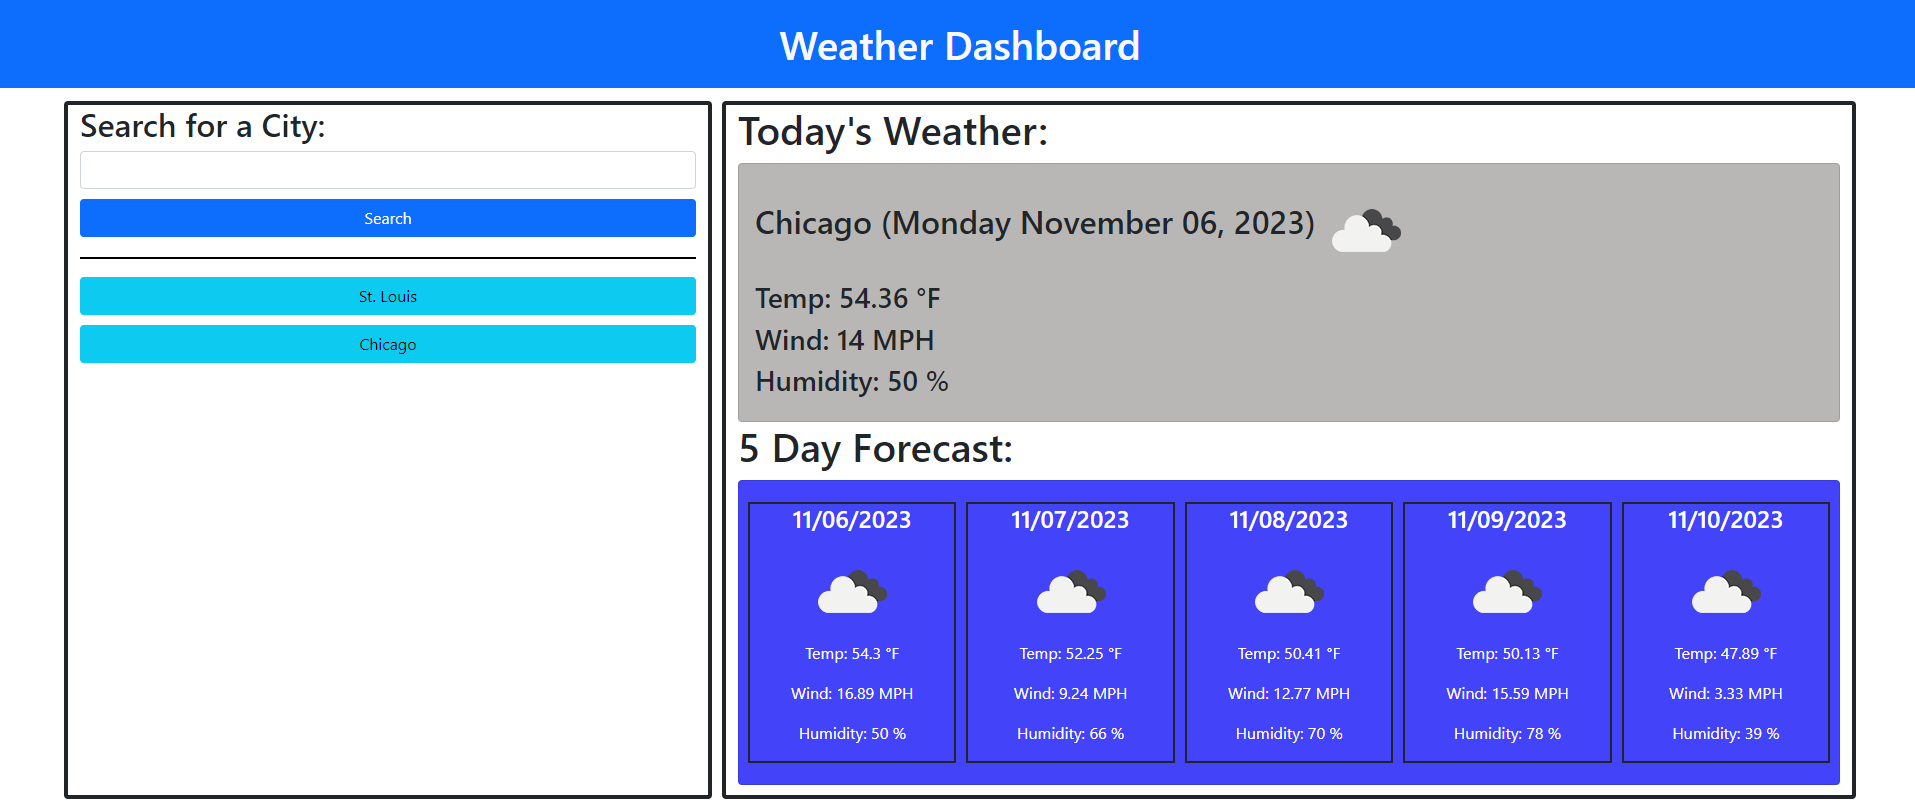 Weather Dashboard
Search for a City:
Search
St. Louis
Chicago
Today's Weather:
Chicago (Monday November 06, 2023)
Temp: 54.36 °F
Wind: 14 MPH
Humidity: 50 %
5 Day Forecast:
11/06/2023
Temp: 54.3 °F
Wind: 16.89 MPH
Humidity: 50 %
11/07/2023
Temp: 52.25 °F
Wind: 9.24 MPH
Humidity: 66 %
11/08/2023
Temp: 50.41 °F
Wind: 12.77 MPH
Humidity: 70 %
11/09/2023
Temp: 50.13 °F
Wind: 15.59 MPH
Humidity: 78 %
11/10/2023
Temp: 47.89 °F
Wind: 3.33 MPH
Humidity: 39 %